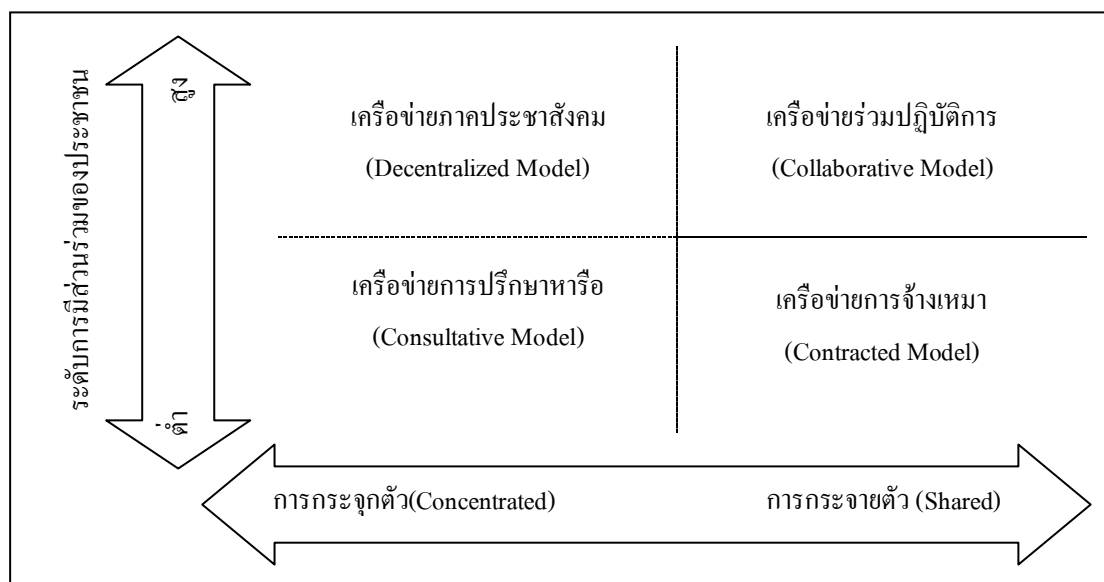 ระดับการมีส่วนร่วมของประชาชน
สูง
เครือข่ายภาคประชาสังคม
(Decentralized Model)
เครือข่ายร่วมปฏิบัติการ
(Collaborative Model)
เครือข่ายการปรึกษาหารือ
(Consultative Model)
เครือข่ายการจ้างเหมา
(Contracted Model)
ต่ำ
การกระจุกตัว(Concentrated)
การกระจายตัว (Shared)